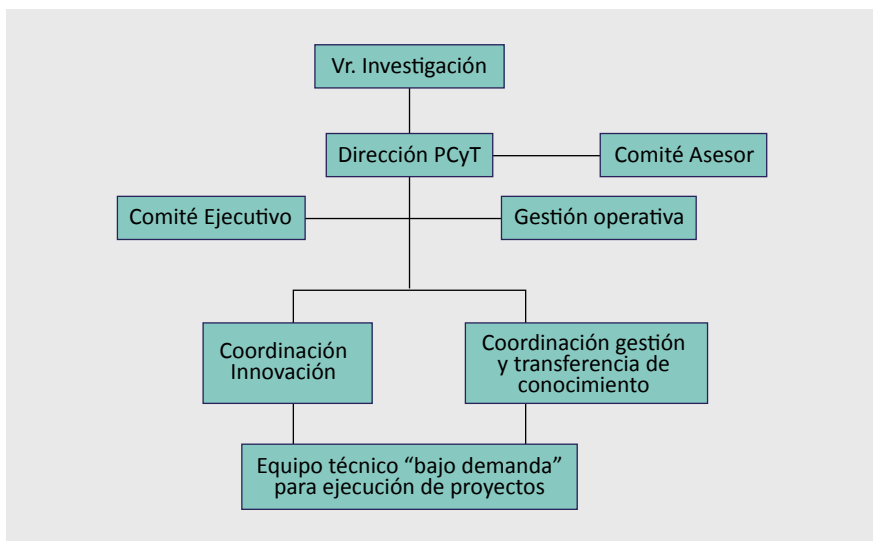 Vr. Investigación
Dirección PCyT
Comité Asesor
Comité Ejecutivo
Gestión operativa
Coordinación
Innovación
Coordinación gestión
y transferencia de
conocimiento
Equipo técnico “bajo demanda”
para ejecución de proyectos